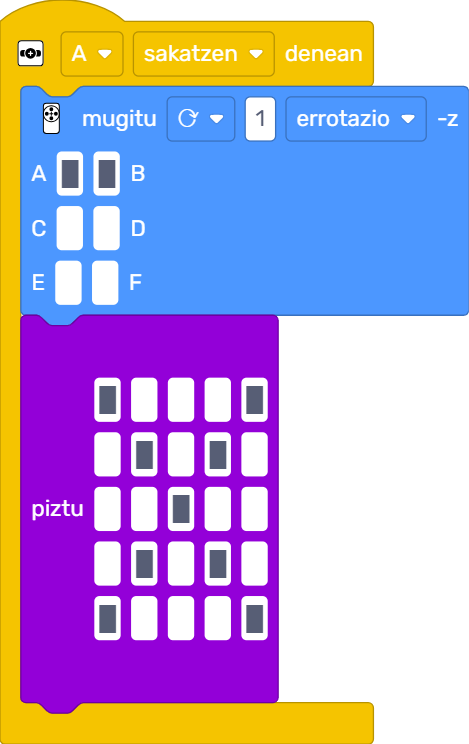 A sakatzen denean
mugitu 1 errotazio -z
A B
C D
E F
piztu